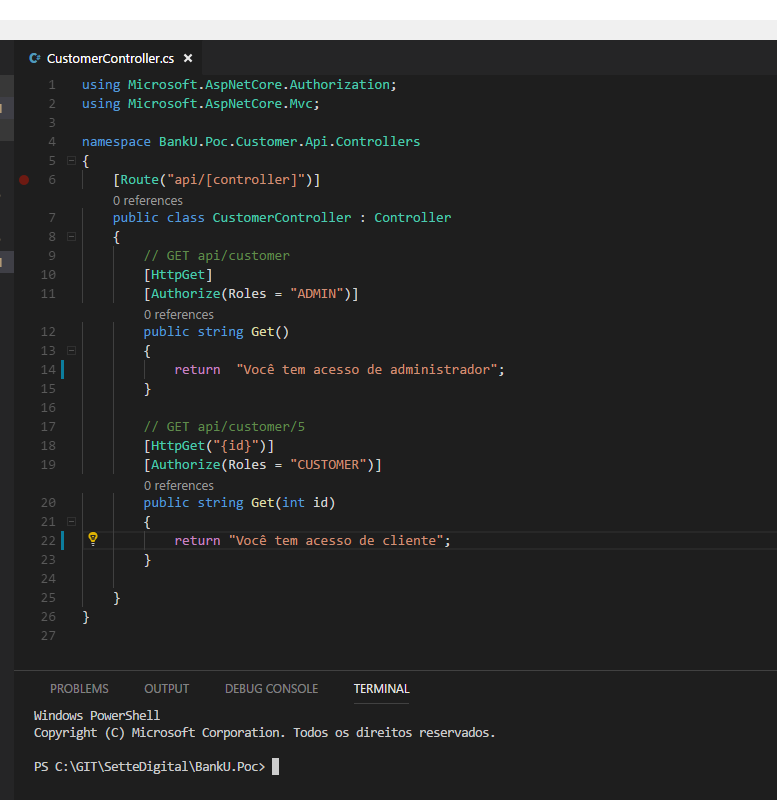 CustomerController.cs
1 using Microsoft.AspNetCore.Authorization;
2 using Microsoft.AspNetCore.Mvc;
3
4 namespace BankU.Poc.Customer.Api.Controllers
5 {
6 [Route("api/[controller]")]
0 references
7 public class CustomerController : Controller
8 {
9 // GET api/customer
10 [HttpGet]
11 [Authorize(Roles = "ADMIN")]
0 references
12 public string Get()
13 {
14 return  "Você tem acesso de administrador";
15 }
16
17 // GET api/customer/5
18 [HttpGet("{id}")]
19 [Authorize(Roles = "CUSTOMER")]
0 references
20 public string Get(int id)
21 {
22 return "Você tem acesso de cliente";
23 }
24
25 }
26 }
27
PROBLEMS OUTPUT DEBUG CONSOLE TERMINAL
Windows PowerShell
Copyright (C) Microsoft Corporation. Todos os direitos reservados.
PS C:\GIT\SetteDigital\BankU.Poc>